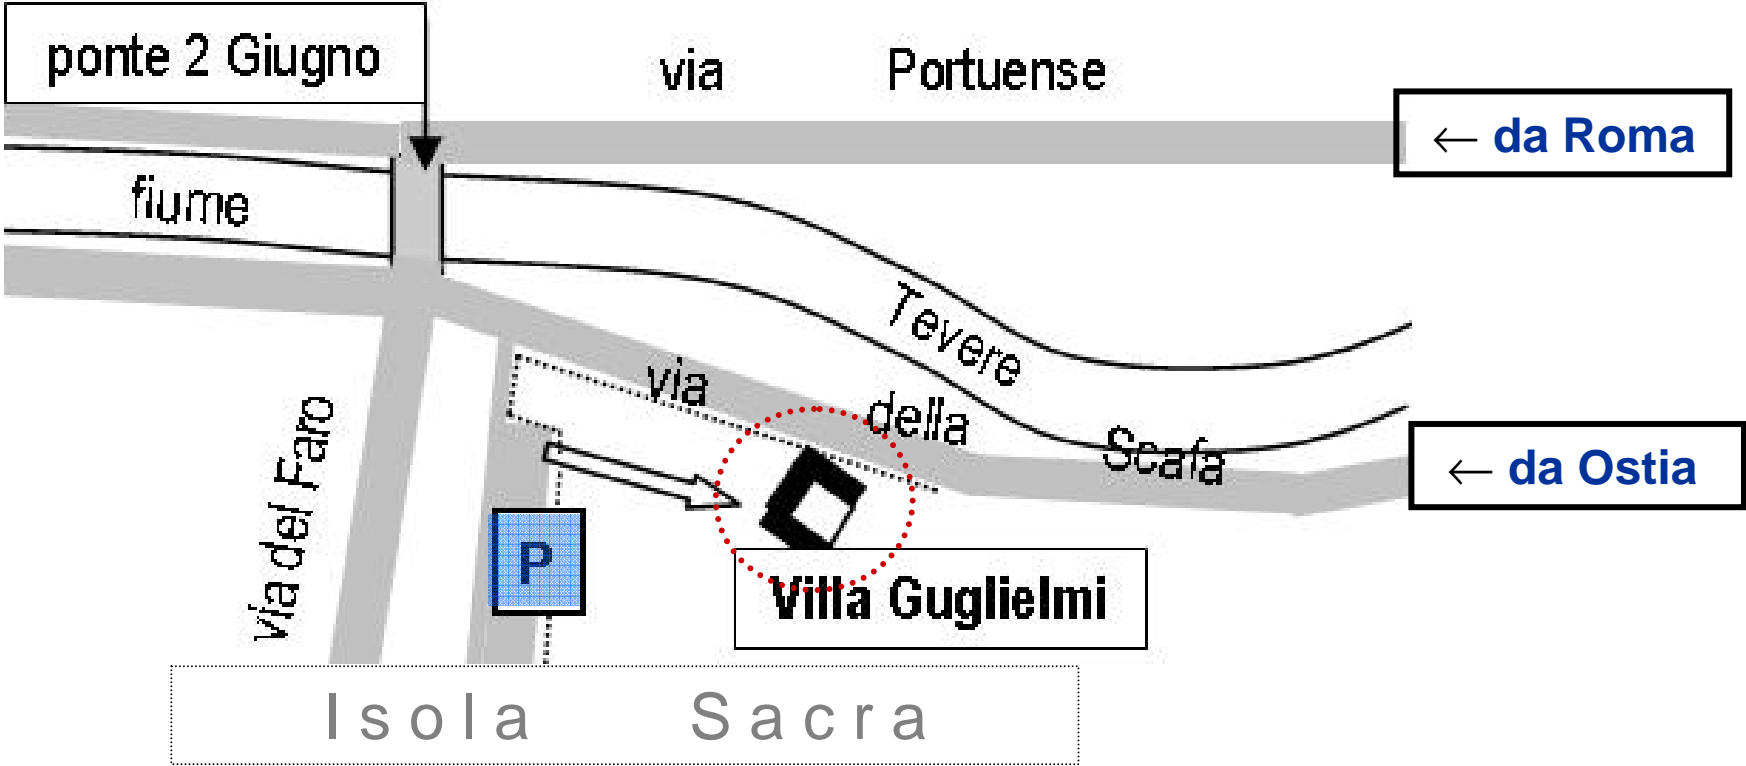 ponte 2 Giugno
via Portuense
← da Roma
fiume
Tevere
via della Scafa
← da Ostia
via del Faro
P
Villa Guglielmi
Isola Sacra